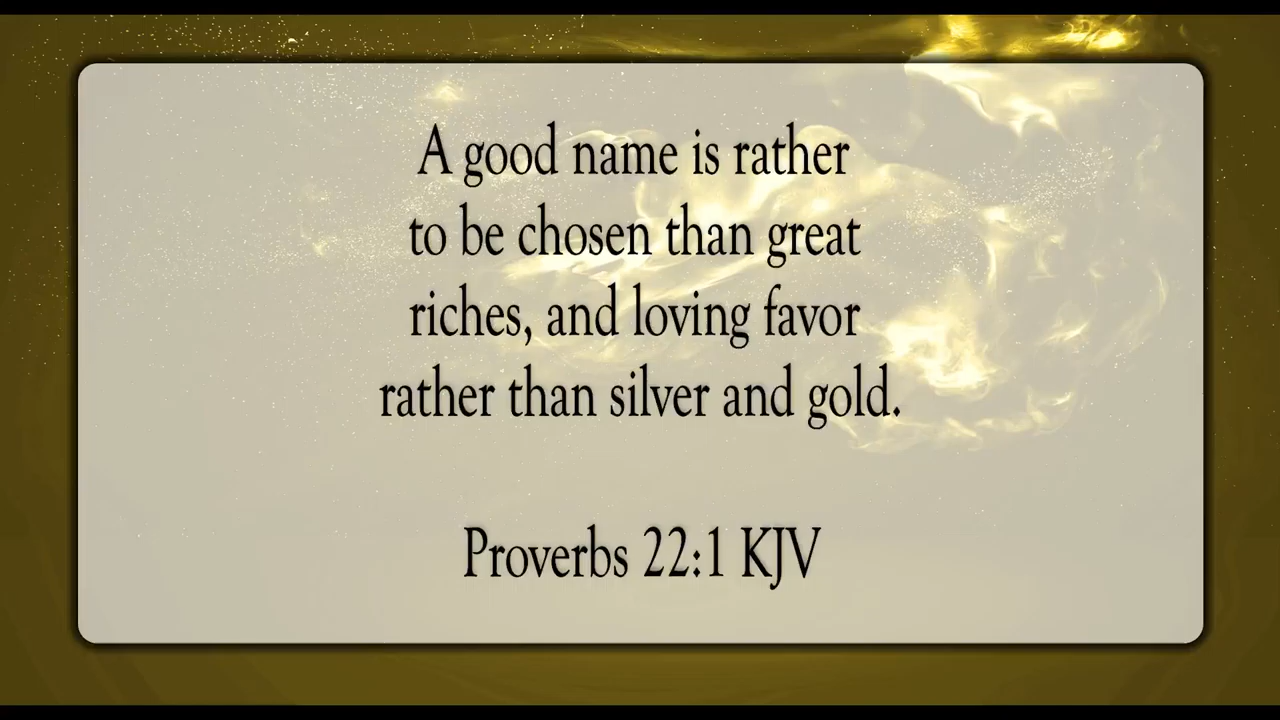 A good name is rather
to be chosen than great
riches, and loving favor
rather than silver and gold.
Proverbs 22:1 KJV